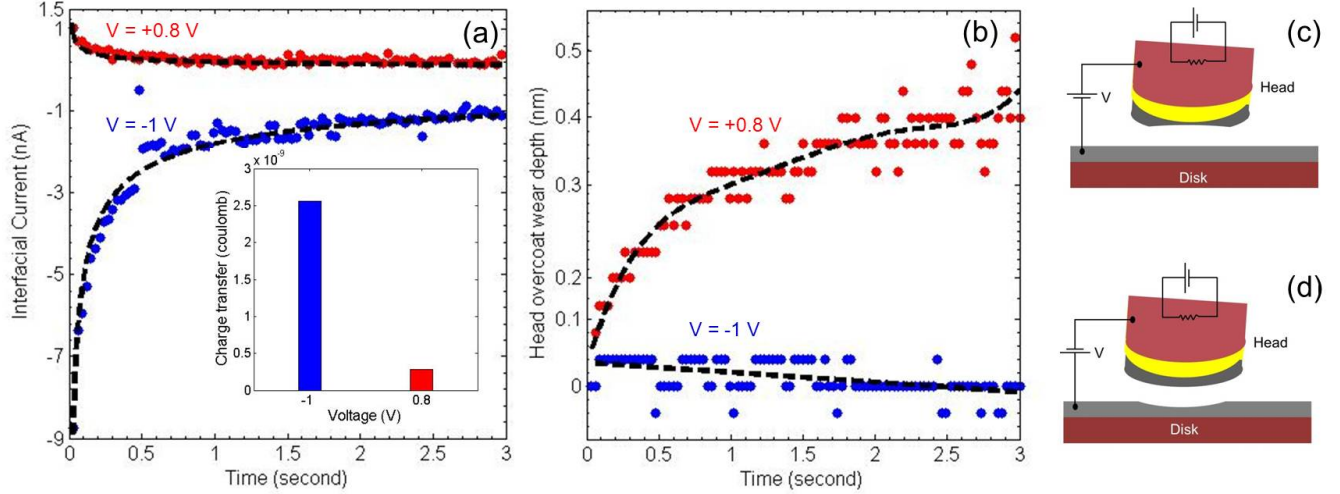 (a)
V = +0.8 V
V = -1 V
Interfacial Current (nA)
1.5
1
-1
-3
-5
-7
-9
0
0.5
1
1.5
2
2.5
3
Time (second)
x 10⁻⁹
Charge transfer (coulomb)
3
2.5
2
1.5
1
0.5
0
-1
0.8
Voltage (V)
(b)
V = +0.8 V
V = -1 V
Head overcoat wear depth (nm)
0.5
0.4
0.3
0.2
0.1
0
0
0.5
1
1.5
2
2.5
3
Time (second)
(c)
V
Head
Disk
(d)
V
Head
Disk